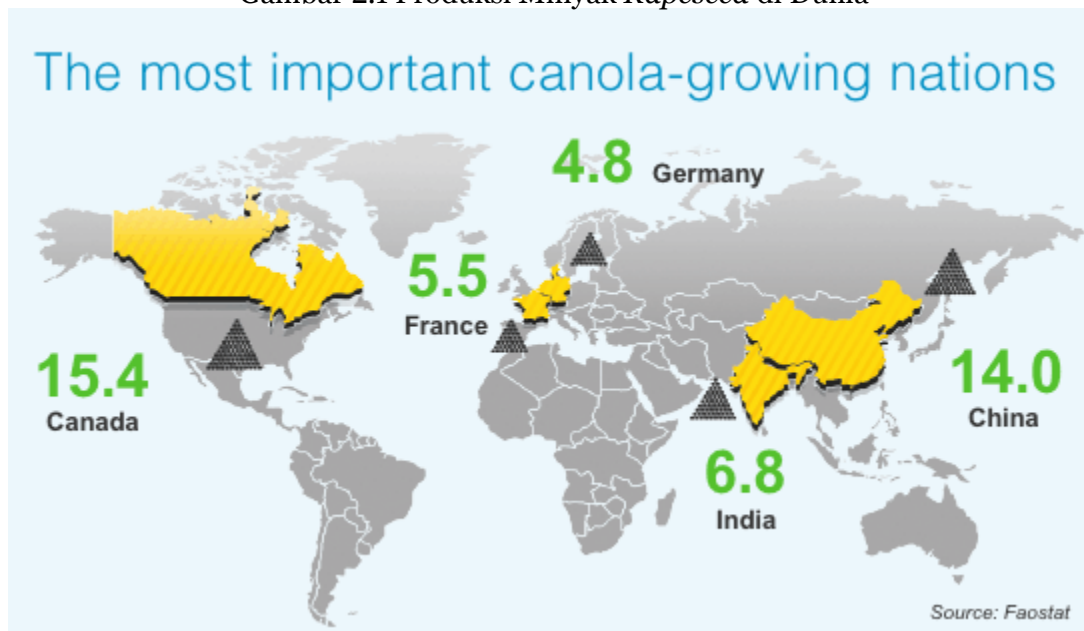 Gambar 2.1 Produksi Minyak Rapeseed di Dunia
The most important canola-growing nations
4.8 Germany
5.5
France
15.4
Canada
14.0
China
6.8
India
Source: Faostat